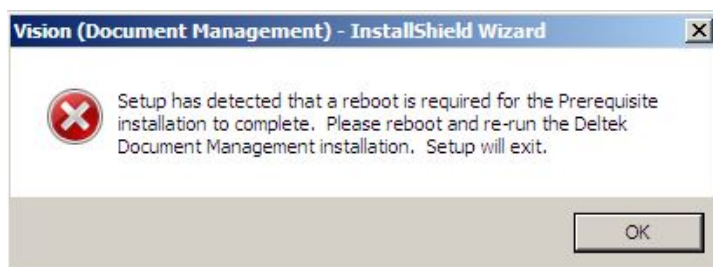 Vision (Document Management) - InstallShield Wizard
Setup has detected that a reboot is required for the Prerequisite
installation to complete. Please reboot and re-run the Deltek
Document Management installation. Setup will exit.
OK